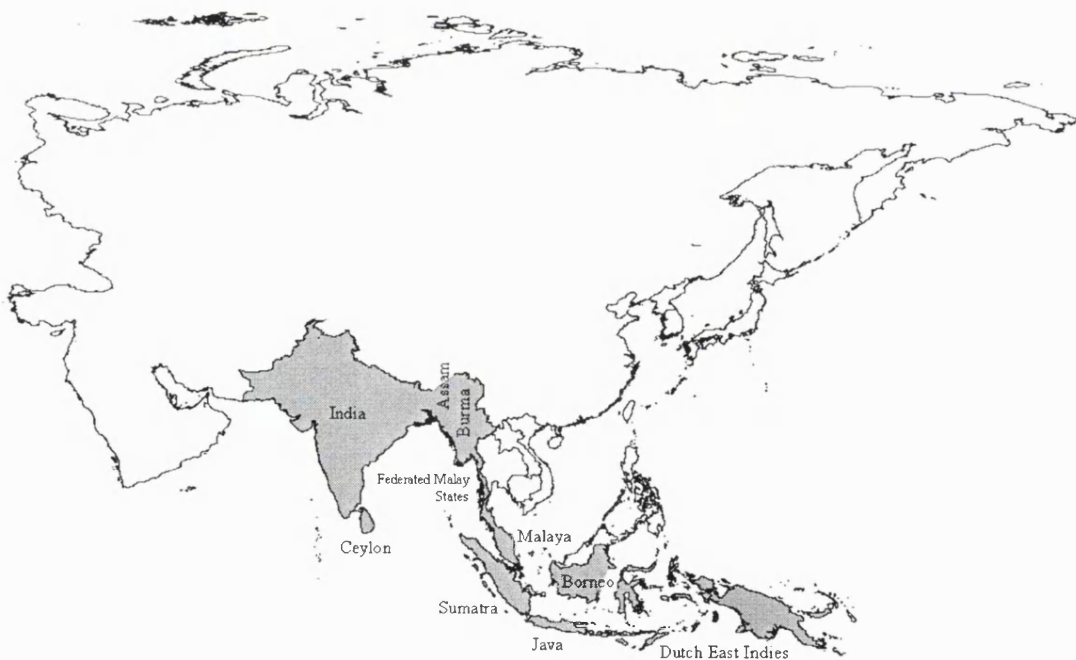 Assam
Burma
India
Federated Malay
States
Ceylon
Malaya
Borneo
Sumatra
Java
Dutch East Indies